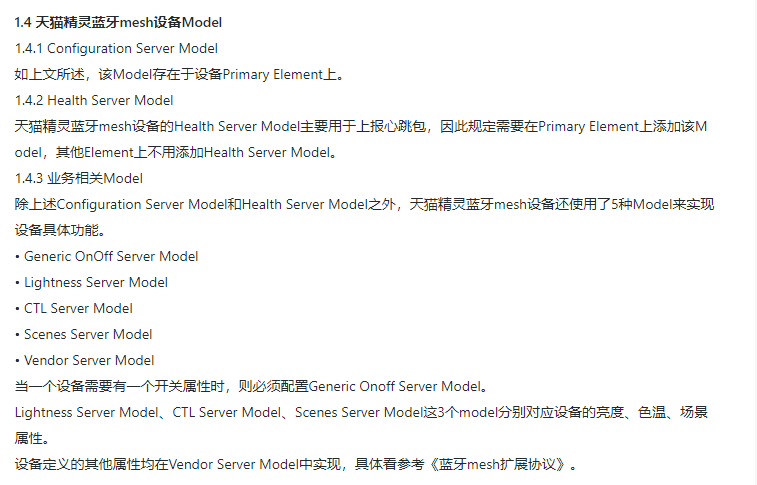 1.4 天猫精灵蓝牙mesh设备Model
1.4.1 Configuration Server Model
如上文所述，该Model存在于设备Primary Element上。
1.4.2 Health Server Model
天猫精灵蓝牙mesh设备的Health Server Model主要用于上报心跳包，因此规定需要在Primary Element上添加该M
odel，其他Element上不用添加Health Server Model。
1.4.3 业务相关Model
除上述Configuration Server Model和Health Server Model之外，天猫精灵蓝牙mesh设备还使用了5种Model来实现
设备具体功能。
• Generic OnOff Server Model
• Lightness Server Model
• CTL Server Model
• Scenes Server Model
• Vendor Server Model
当一个设备需要有一个开关属性时，则必须配置Generic Onoff Server Model。
Lightness Server Model、CTL Server Model、Scenes Server Model这3个model分别对应设备的亮度、色温、场景
属性。
设备定义的其他属性均在Vendor Server Model中实现，具体看参考《蓝牙mesh扩展协议》。